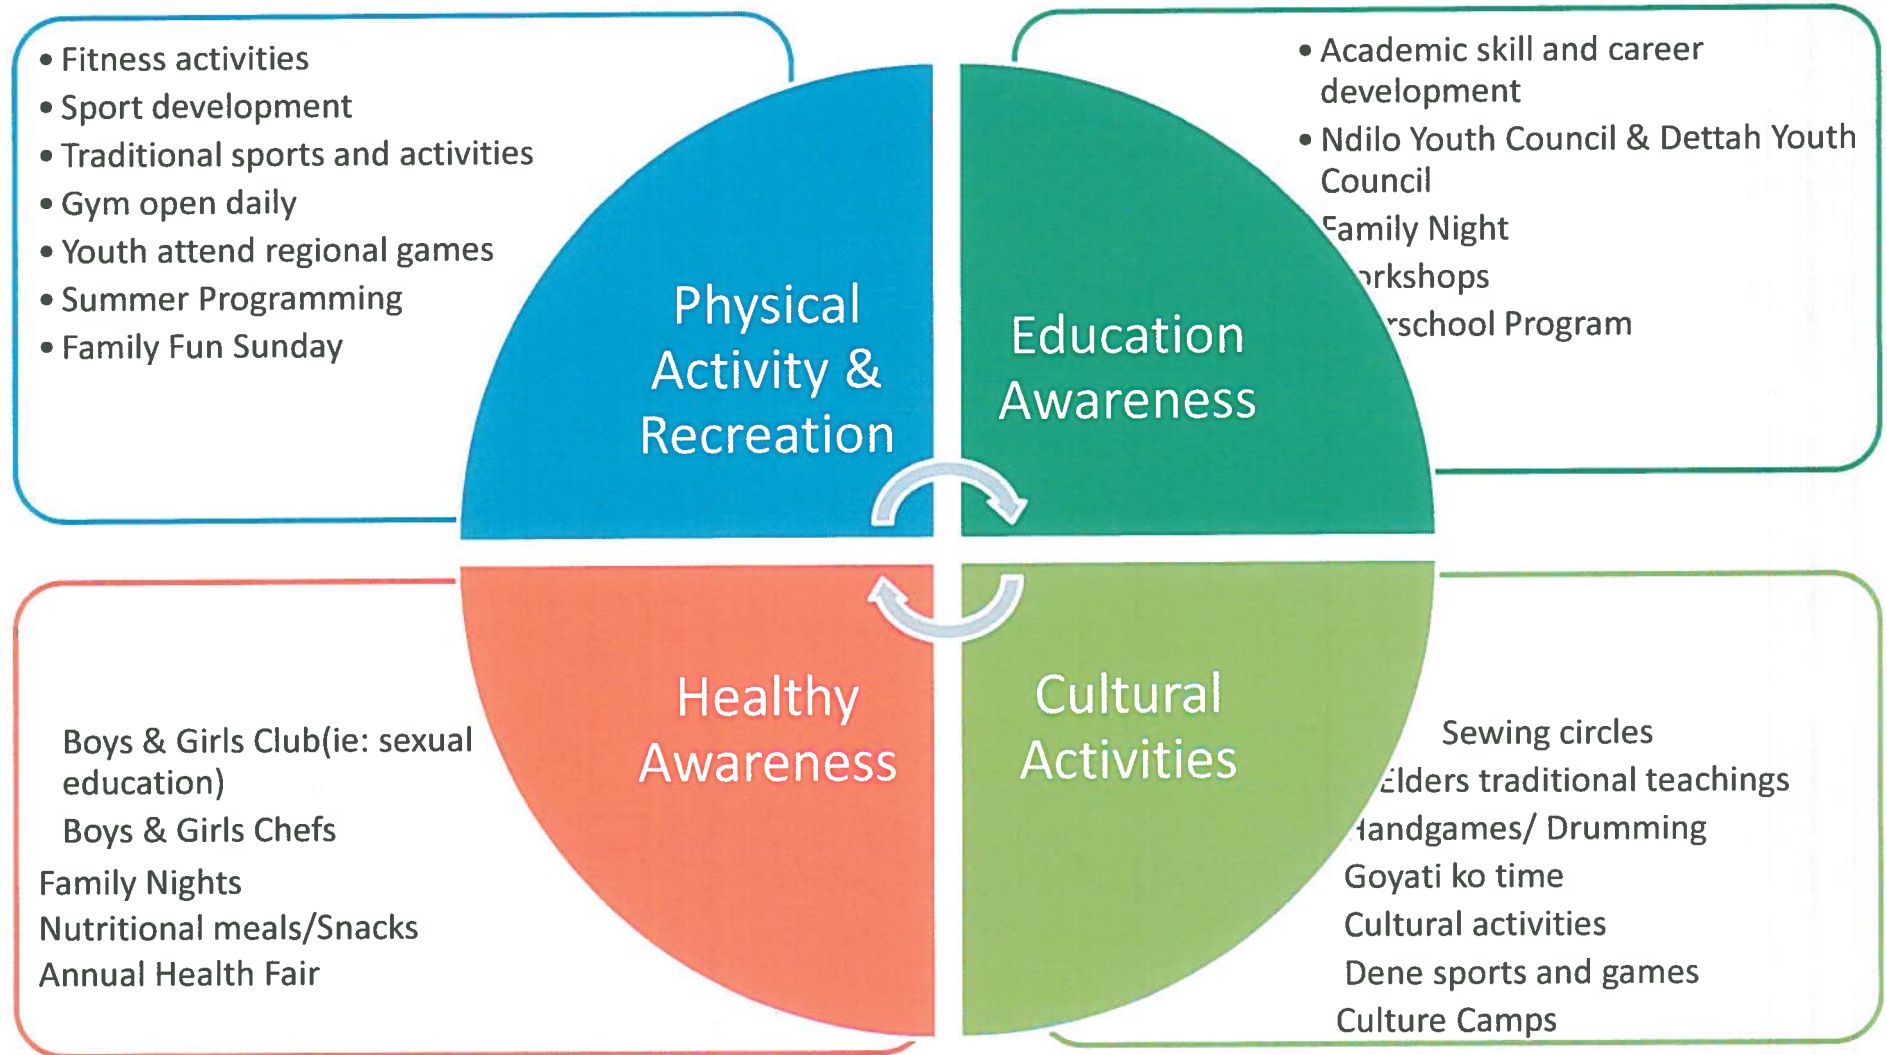 • Fitness activities
• Sport development
• Traditional sports and activities
• Gym open daily
• Youth attend regional games
• Summer Programming
• Family Fun Sunday
Physical
Activity &
Recreation
• Academic skill and career
development
• Ndilo Youth Council & Dettah Youth
Council
Family Night
orkshops
rschool Program
Education
Awareness
Boys & Girls Club(ie: sexual
education)
Boys & Girls Chefs
Family Nights
Nutritional meals/Snacks
Annual Health Fair
Healthy
Awareness
Cultural
Activities
Sewing circles
Elders traditional teachings
Handgames/ Drumming
Goyati ko time
Cultural activities
Dene sports and games
Culture Camps